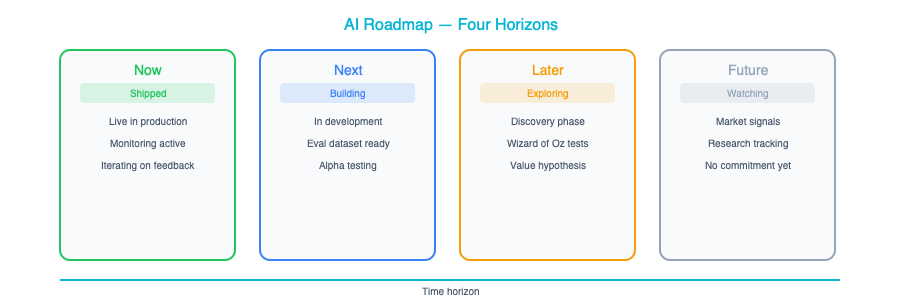 AI Roadmap — Four Horizons
Now
Shipped
Live in production
Monitoring active
Iterating on feedback
Next
Building
In development
Eval dataset ready
Alpha testing
Later
Exploring
Discovery phase
Wizard of Oz tests
Value hypothesis
Future
Watching
Market signals
Research tracking
No commitment yet
Time horizon